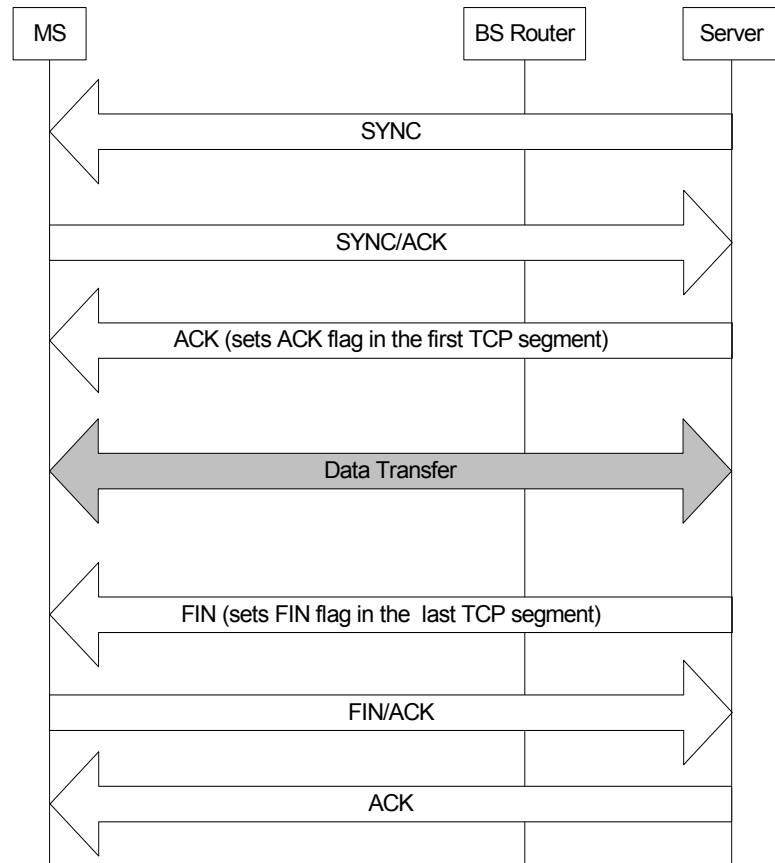 MS
BS Router
Server
SYNC
SYNC/ACK
ACK (sets ACK flag in the first TCP segment)
Data Transfer
FIN (sets FIN flag in the last TCP segment)
FIN/ACK
ACK